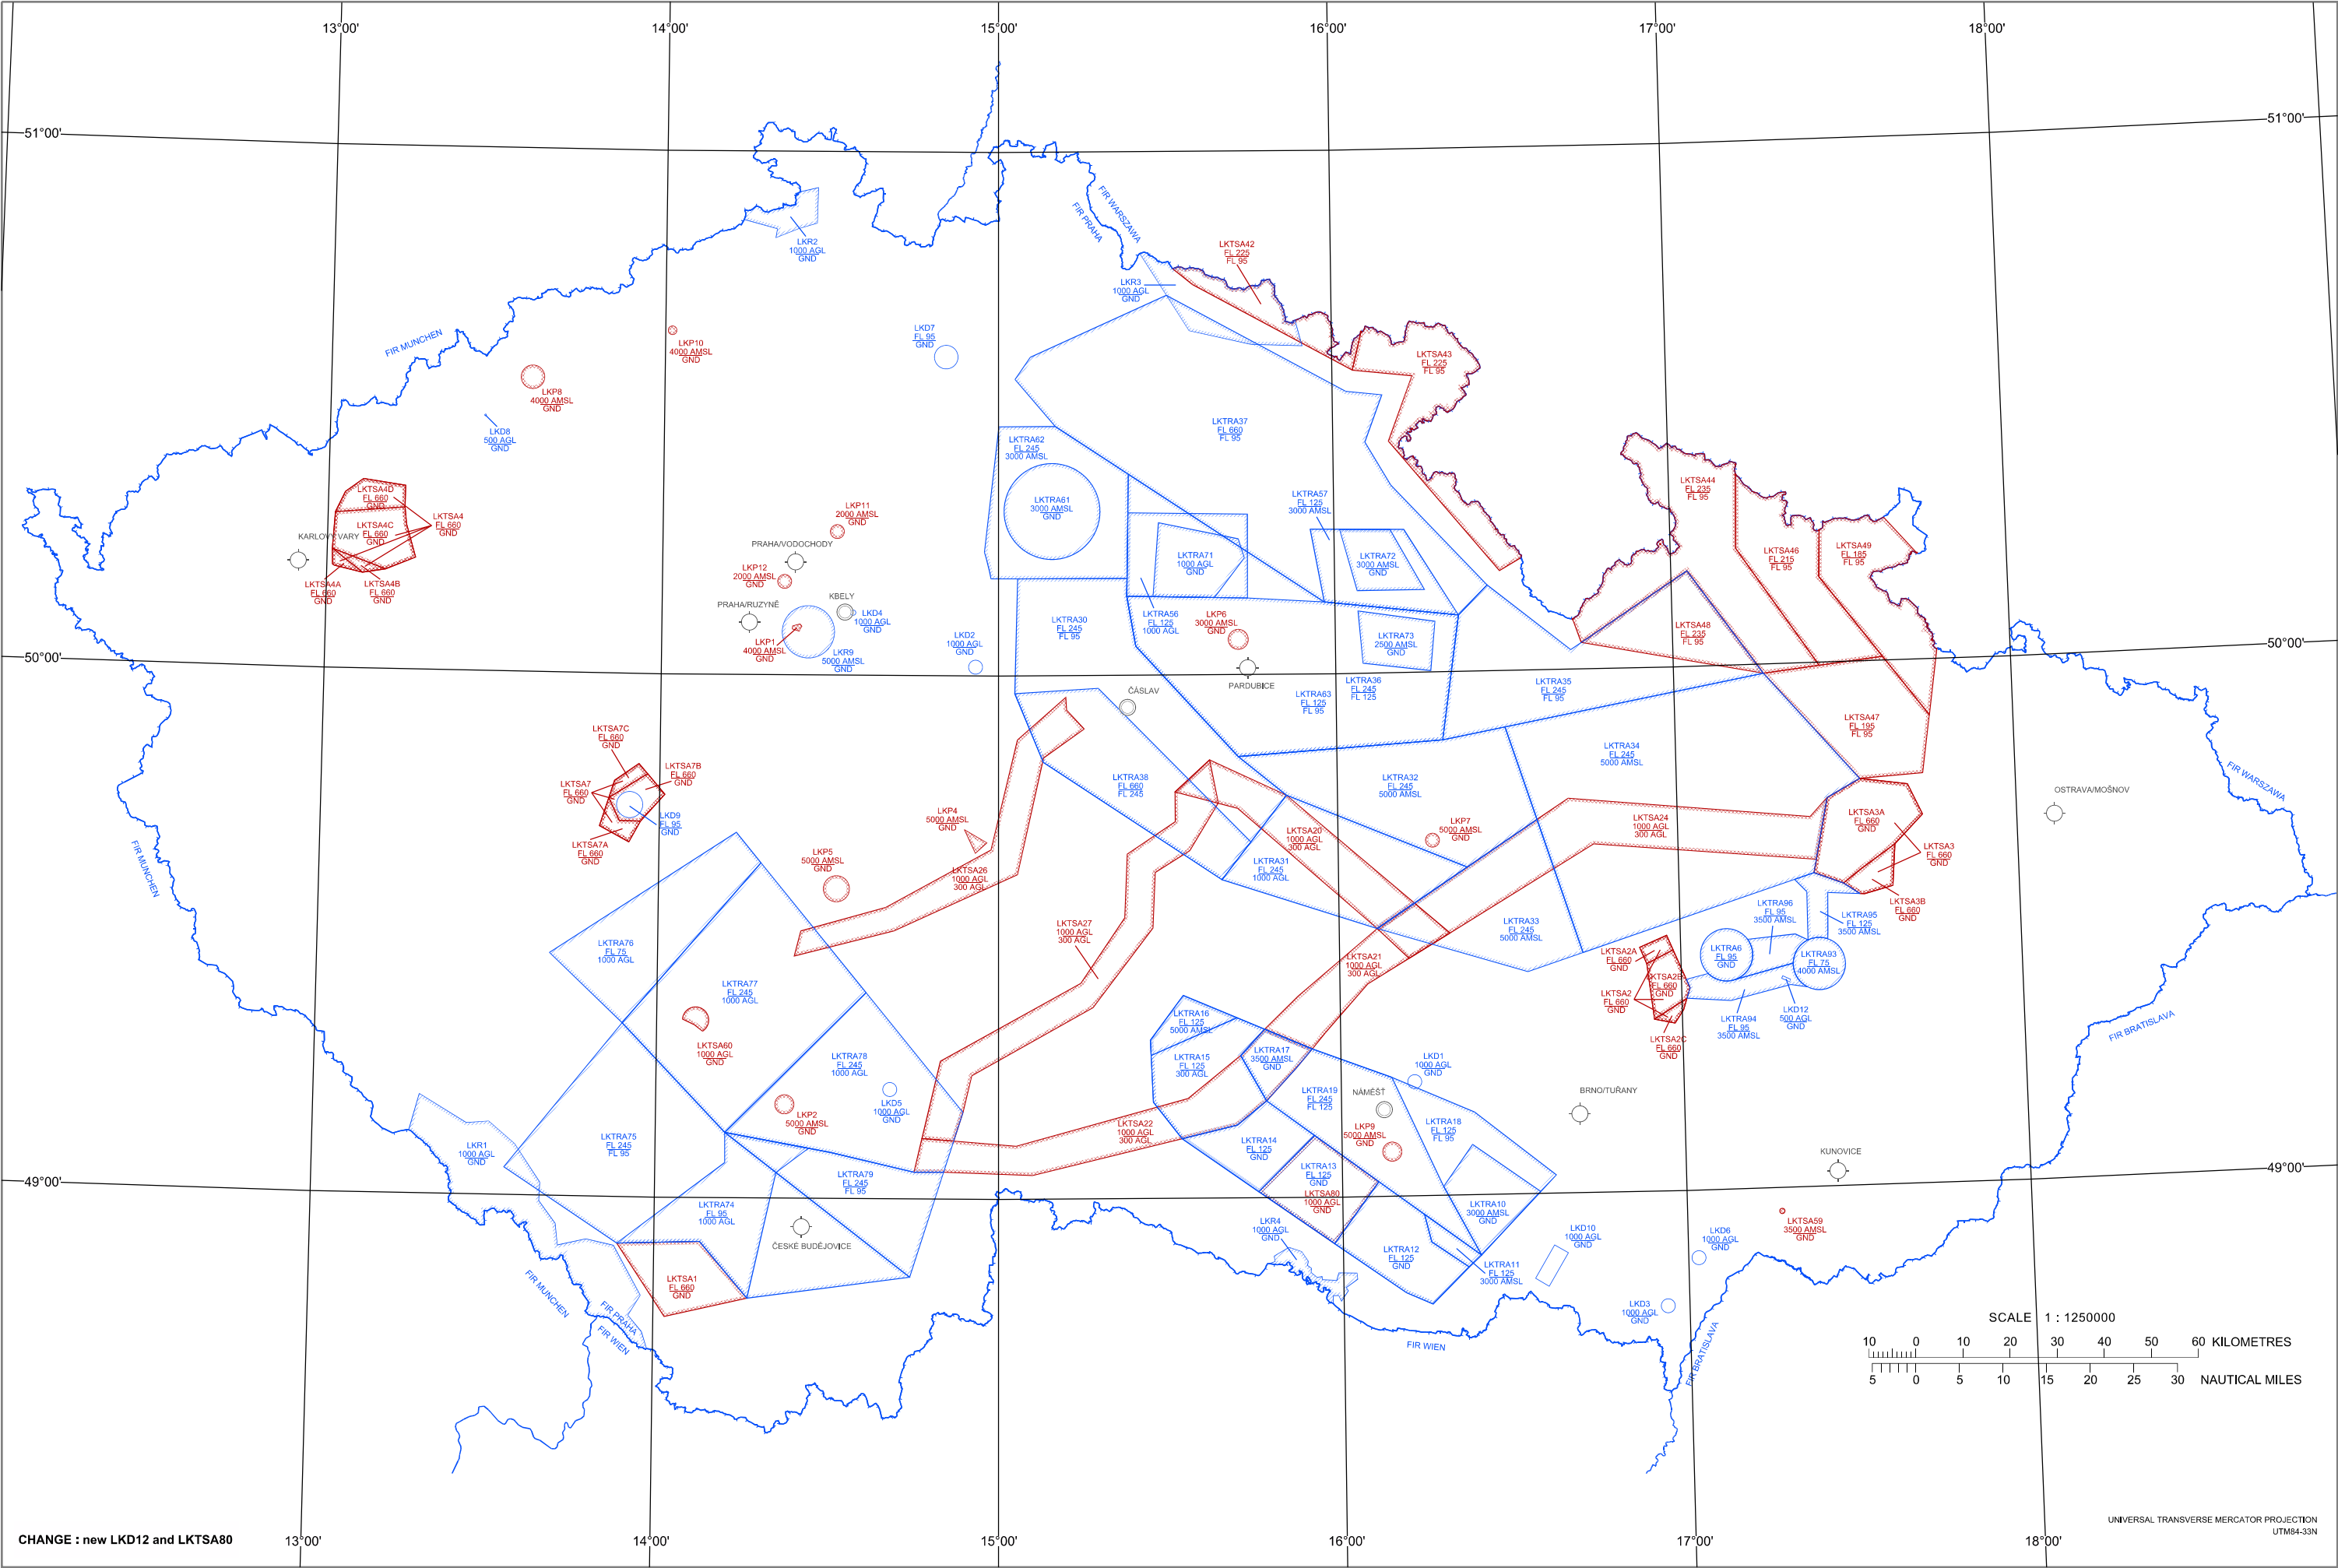 13°00'
14°00'
15°00'
16°00'
17°00'
18°00'
51°00'
51°00'
FIR WARSZAWA
FIR PRAHA
LKR2
1000 AGL
GND
LKTSA42
FL 225
FL 95
LKR3
1000 AGL
GND
FIR MUNCHEN
LKP10
4000 AMSL
GND
LKD7
FL 95
GND
LKTSA43
FL 225
FL 95
LKP8
4000 AMSL
GND
LKD8
500 AGL
GND
LKTRA37
FL 660
FL 95
LKTRA62
FL 245
3000 AMSL
LKTSA4D
FL 660
GND
LKTSA4C
FL 660
GND
LKTSA4
FL 660
GND
KARLOVY VARY
LKTSA4A
FL 660
GND
LKTSA4B
FL 660
GND
LKP11
2000 AMSL
GND
PRAHA/VODOCHODY
LKP12
2000 AMSL
GND
PRAHA/RUZYNĚ
KBELY
LKD4
1000 AGL
GND
LKP1
4000 AMSL
GND
LKR9
5000 AMSL
GND
LKD2
1000 AGL
GND
LKTRA61
3000 AMSL
GND
LKTRA57
FL 125
3000 AMSL
LKTRA71
1000 AGL
GND
LKTRA72
3000 AMSL
GND
LKTSA44
FL 235
FL 95
LKTSA46
FL 215
FL 95
LKTSA49
FL 185
FL 95
LKTRA30
FL 245
FL 95
LKTRA56
FL 125
1000 AGL
LKP6
3000 AMSL
GND
LKTRA73
2500 AMSL
GND
LKTSA48
FL 235
FL 95
50°00'
50°00'
PARDUBICE
ČÁSLAV
LKTRA63
FL 125
FL 95
LKTRA36
FL 245
FL 125
LKTRA35
FL 245
FL 95
LKTSA47
FL 195
FL 95
LKTSA7C
FL 660
GND
LKTSA7B
FL 660
GND
LKTSA7
FL 660
GND
LKD9
FL 95
GND
LKTSA7A
FL 660
GND
LKTRA38
FL 660
FL 245
LKTRA32
FL 245
5000 AMSL
LKTRA34
FL 245
5000 AMSL
FIR WARSZAWA
OSTRAVA/MOŠNOV
LKP4
5000 AMSL
GND
LKP5
5000 AMSL
GND
LKTSA26
1000 AGL
300 AGL
LKTSA20
1000 AGL
300 AGL
LKTRA31
FL 245
1000 AGL
LKP7
5000 AMSL
GND
LKTSA24
1000 AGL
300 AGL
LKTSA3A
FL 660
GND
LKTSA3
FL 660
GND
LKTSA3B
FL 660
GND
FIR MUNCHEN
LKTRA76
FL 75
1000 AGL
LKTSA27
1000 AGL
300 AGL
LKTRA33
FL 245
5000 AMSL
LKTRA96
FL 95
3500 AMSL
LKTRA95
FL 125
3500 AMSL
LKTRA6
FL 95
GND
LKTRA93
FL 75
4000 AMSL
LKTSA21
1000 AGL
300 AGL
LKTSA2A
FL 660
GND
LKTSA2B
FL 660
GND
LKTSA2
FL 660
GND
LKTSA2C
FL 660
GND
LKTRA94
FL 95
3500 AMSL
LKD12
500 AGL
GND
FIR BRATISLAVA
LKTRA77
FL 245
1000 AGL
LKTSA60
1000 AGL
GND
LKTRA78
FL 245
1000 AGL
LKTRA16
FL 125
5000 AMSL
LKTRA15
FL 125
300 AGL
LKTRA17
3500 AMSL
GND
LKD1
1000 AGL
GND
LKD5
1000 AGL
GND
LKP2
5000 AMSL
GND
LKTRA19
FL 245
FL 125
NÁMĚŠŤ
BRNO/TUŘANY
LKTSA22
1000 AGL
300 AGL
LKP9
5000 AMSL
GND
LKTRA18
FL 125
FL 95
LKR1
1000 AGL
GND
LKTRA75
FL 245
FL 95
LKTRA14
FL 125
GND
LKTRA13
FL 125
GND
LKTSA80
1000 AGL
GND
KUNOVICE
49°00'
49°00'
LKTRA79
FL 245
FL 95
LKTRA74
FL 95
1000 AGL
ČESKÉ BUDĚJOVICE
LKTRA10
3000 AMSL
GND
LKR4
1000 AGL
GND
LKTRA12
FL 125
GND
LKTRA11
FL 125
3000 AMSL
LKD10
1000 AGL
GND
LKD6
1000 AGL
GND
LKTSA59
3500 AMSL
GND
LKTSA1
FL 660
GND
FIR MUNCHEN
FIR PRAHA
FIR WIEN
LKD3
1000 AGL
GND
FIR WIEN
FIR BRATISLAVA
SCALE 1 : 1250000
10 0 10 20 30 40 50 60 KILOMETRES
5 0 5 10 15 20 25 30 NAUTICAL MILES
CHANGE : new LKD12 and LKTSA80
13°00'
14°00'
15°00'
16°00'
17°00'
18°00'
UNIVERSAL TRANSVERSE MERCATOR PROJECTION
UTM84-33N